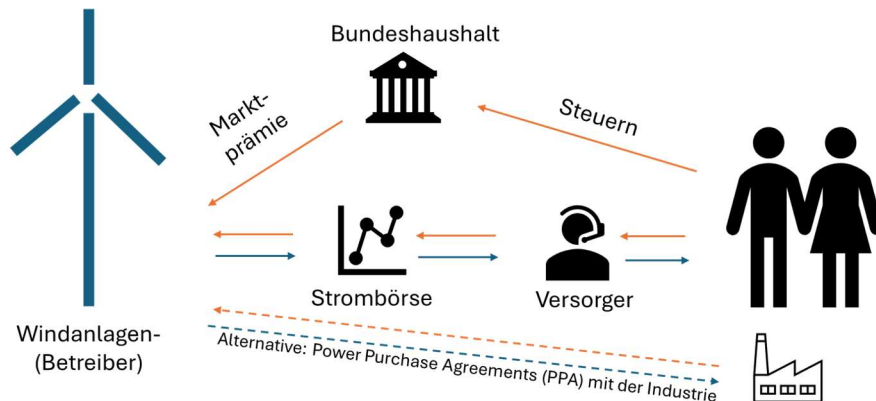 Bundeshaushalt
Markt-
prämie
Steuern
Strombörse
Versorger
Windanlagen-
(Betreiber)
Alternative: Power Purchase Agreements (PPA) mit der Industrie